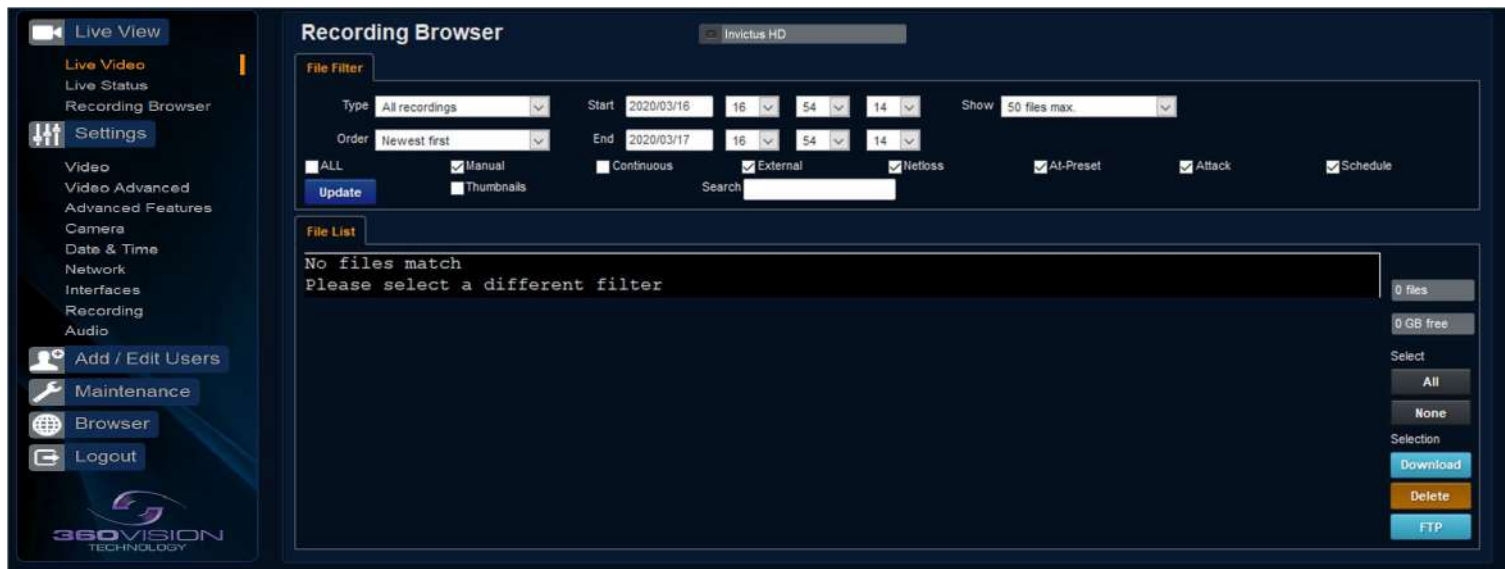 Live View
Live Video
Live Status
Recording Browser
Settings
Video
Video Advanced
Advanced Features
Camera
Date & Time
Network
Interfaces
Recording
Audio
Add / Edit Users
Maintenance
Browser
Logout
360VISION
TECHNOLOGY
Recording Browser
Invictus HD
File Filter
Type All recordings Start 2020/03/16 16 54 14 Show 50 files max.
Order Newest first End 2020/03/17 16 54 14
ALL Manual Continuous External Netloss At-Preset Attack Schedule
Update Thumbnails Search
File List
No files match
Please select a different filter
0 files
0 GB free
Select
All
None
Selection
Download
Delete
FTP